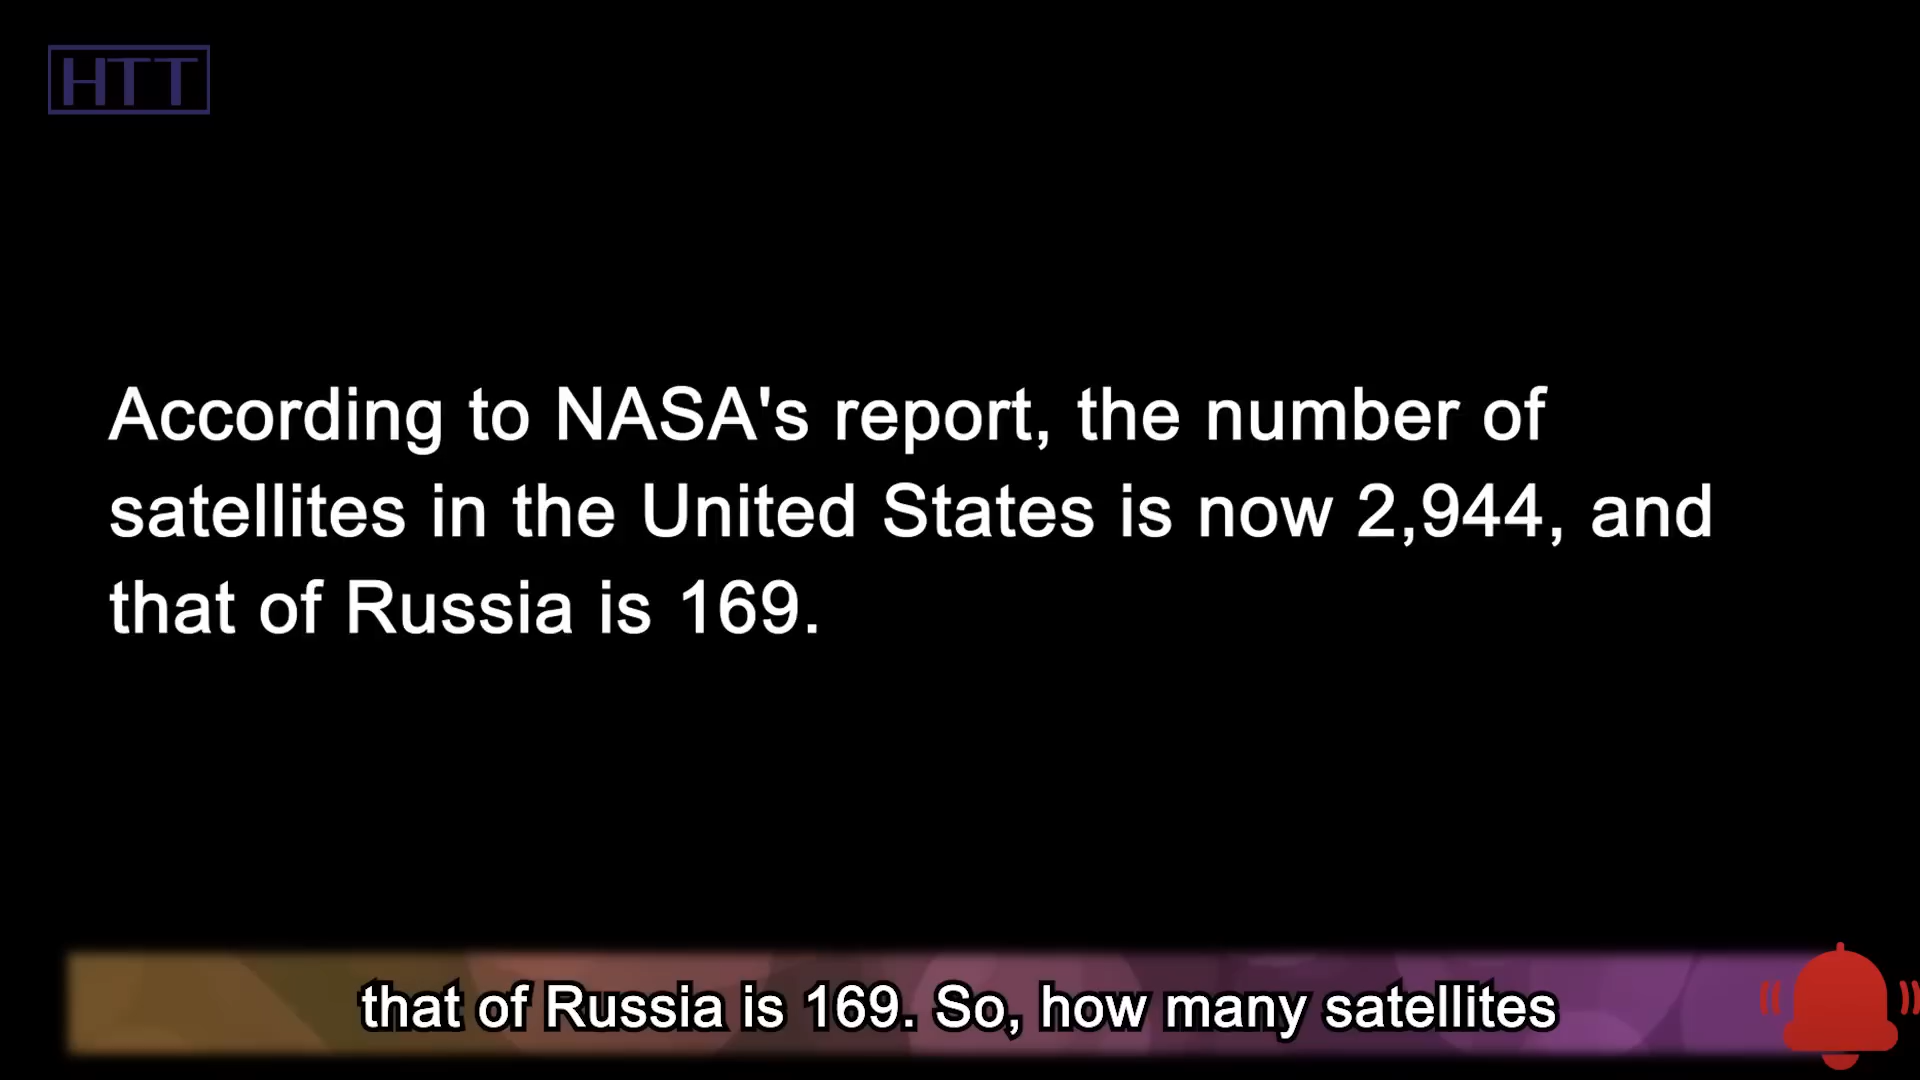 HTT
According to NASA's report, the number of
satellites in the United States is now 2,944, and
that of Russia is 169.
that of Russia is 169. So, how many satellites